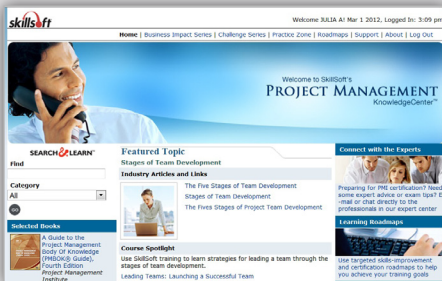 skillsoft
Welcome JULIA A! Mar 1 2012, Logged In: 3:09 pm
Home | Business Impact Series | Challenge Series | Practice Zone | Roadmaps | Support | About | Log Out
Welcome to SkillSoft's
PROJECT MANAGEMENT
KnowledgeCenter™
SEARCH&LEARN™
Find
Category
All
GO
Selected Books
A Guide to the
Project Management
Body Of Knowledge
(PMBOK® Guide),
Fourth Edition
Project Management
Institute
Featured Topic
Stages of Team Development
Industry Articles and Links
The Five Stages of Team Development
Stages of Team Development
The Fives Stages of Project Team Development
Course Spotlight
Use SkillSoft training to learn strategies for leading a team through the
stages of team development.
Leading Teams: Launching a Successful Team
Connect with the Experts
Preparing for PMI certification? Need
some expert advice or exam tips? E
-mail or chat directly to the
professionals in our expert center
Learning Roadmaps
Use targeted skills-improvement
and certification roadmaps to help
you achieve your training goals